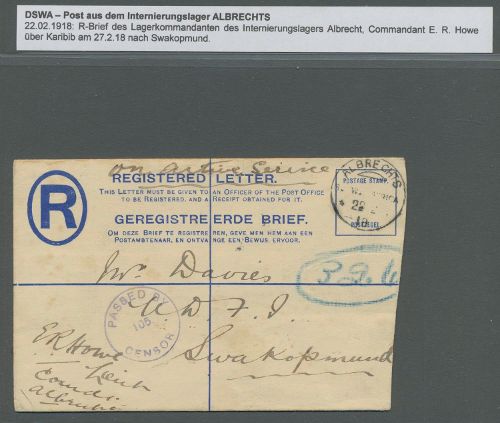 DSWA – Post aus dem Internierungslager ALBRECHTS
22.02.1918: R-Brief des Lagerkommandanten des Internierungslagers Albrecht, Commandant E. R. Howe
über Karibib am 27.2.18 nach Swakopmund.
on active Service
REGISTERED LETTER.
THIS LETTER MUST BE GIVEN TO AN OFFICER OF THE POST OFFICE
TO BE REGISTERED, AND A RECEIPT OBTAINED FOR IT.
GEREGISTREERDE BRIEF.
OM DEZE BRIEF TE REGISTREREN, GEVE MEN HEM AAN EEN
POSTAMBTENAAR, EN ONTVANGE EEN BEWIJS ERVOOR.
R
ALBRECHTS
POSTAGE STAMP.
22
Mr Davies
PASSED BY
105
CENSOR
Swakopmund
ER Howe
Lieut
Comdt